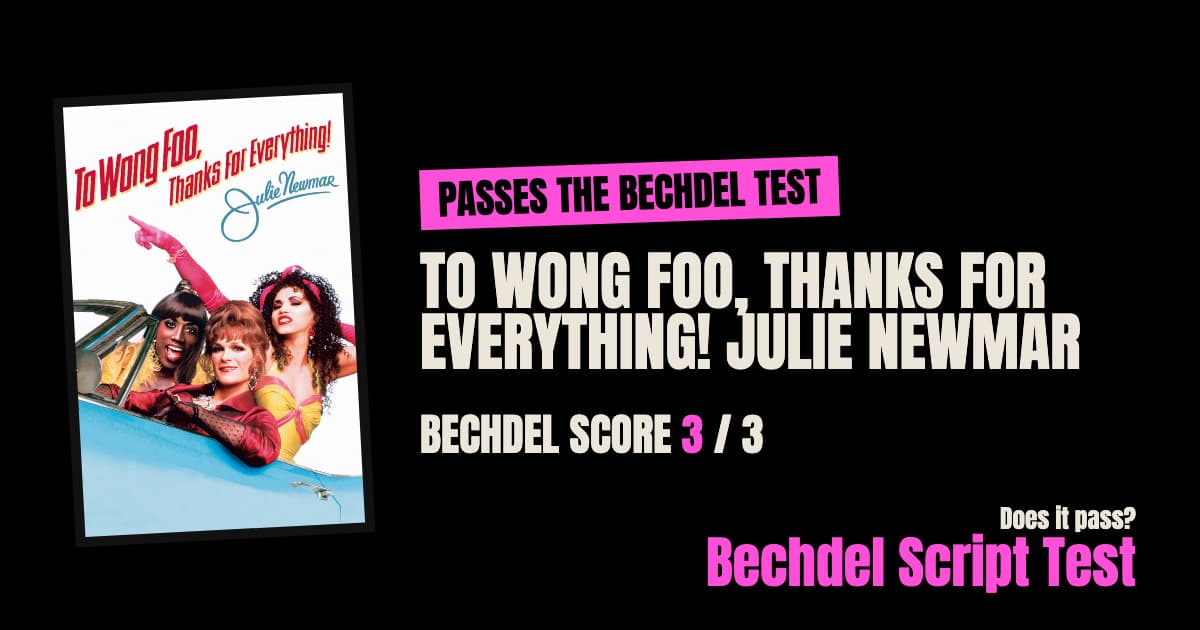 To Wong Foo,
Thanks For Everything!
Julie Newmar
PASSES THE BECHDEL TEST
TO WONG FOO, THANKS FOR
EVERYTHING! JULIE NEWMAR
BECHDEL SCORE 3 / 3
Does it pass?
Bechdel Script Test